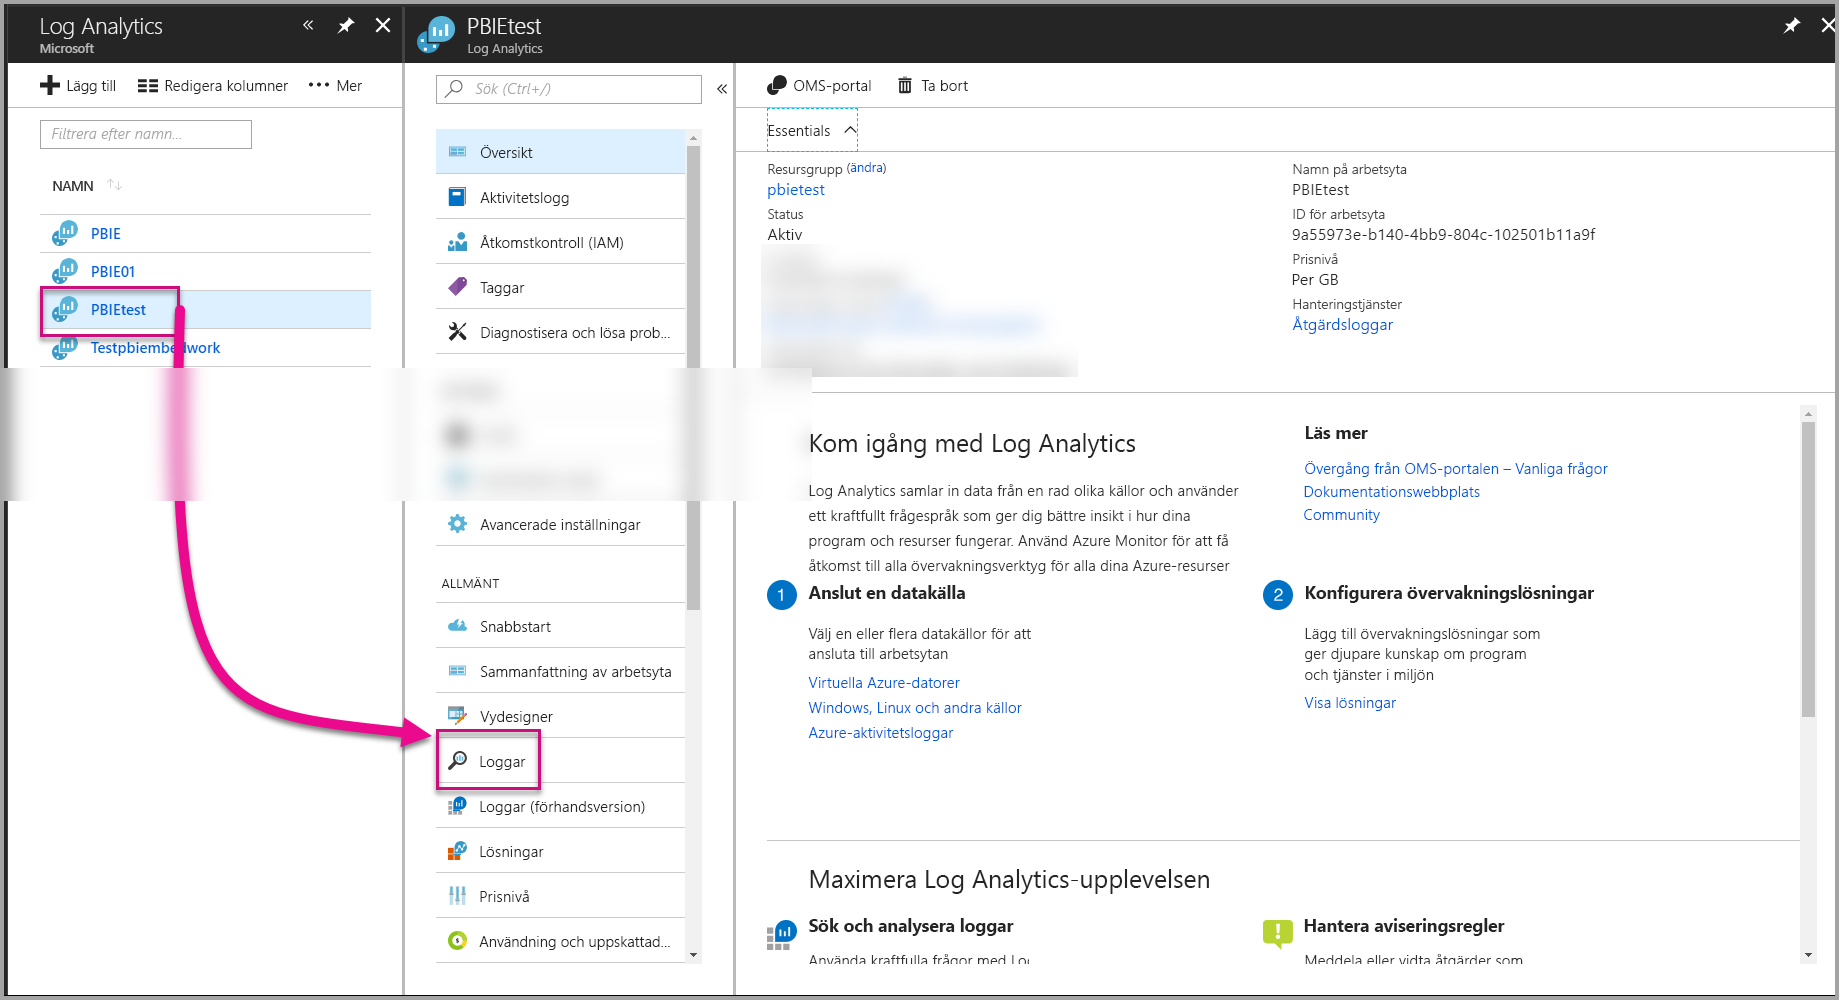 Log Analytics
Microsoft
Lägg till
Redigera kolumner
Mer
Filtrera efter namn...
NAMN
PBIE
PBIE01
PBIEtest
Testpbiembedwork
PBIEtest
Log Analytics
Sök (Ctrl+/)
Översikt
Aktivitetslogg
Åtkomstkontroll (IAM)
Taggar
Diagnostisera och lösa prob...
Avancerade inställningar
ALLMÄNT
Snabbstart
Sammanfattning av arbetsyta
Vydesigner
Loggar
Loggar (förhandsversion)
Lösningar
Prisnivå
Användning och uppskattad...
OMS-portal
Ta bort
Essentials
Resursgrupp (ändra)
pbietest
Status
Aktiv
Namn på arbetsyta
PBIEtest
ID för arbetsyta
9a55973e-b140-4bb9-804c-102501b11a9f
Prisnivå
Per GB
Hanteringstjänster
Åtgärdsloggar
Kom igång med Log Analytics
Log Analytics samlar in data från en rad olika källor och använder
ett kraftfullt frågespråk som ger dig bättre insikt i hur dina
program och resurser fungerar. Använd Azure Monitor för att få
åtkomst till alla övervakningsverktyg för alla dina Azure-resurser
Läs mer
Övergång från OMS-portalen – Vanliga frågor
Dokumentationswebbplats
Community
1
Anslut en datakälla
Välj en eller flera datakällor för att
ansluta till arbetsytan
Virtuella Azure-datorer
Windows, Linux och andra källor
Azure-aktivitetsloggar
2
Konfigurera övervakningslösningar
Lägg till övervakningslösningar som
ger djupare kunskap om program
och tjänster i miljön
Visa lösningar
Maximera Log Analytics-upplevelsen
Sök och analysera loggar
Använda kraftfulla frågor med Log
Hantera aviseringsregler
Meddela eller vidta åtgärder som